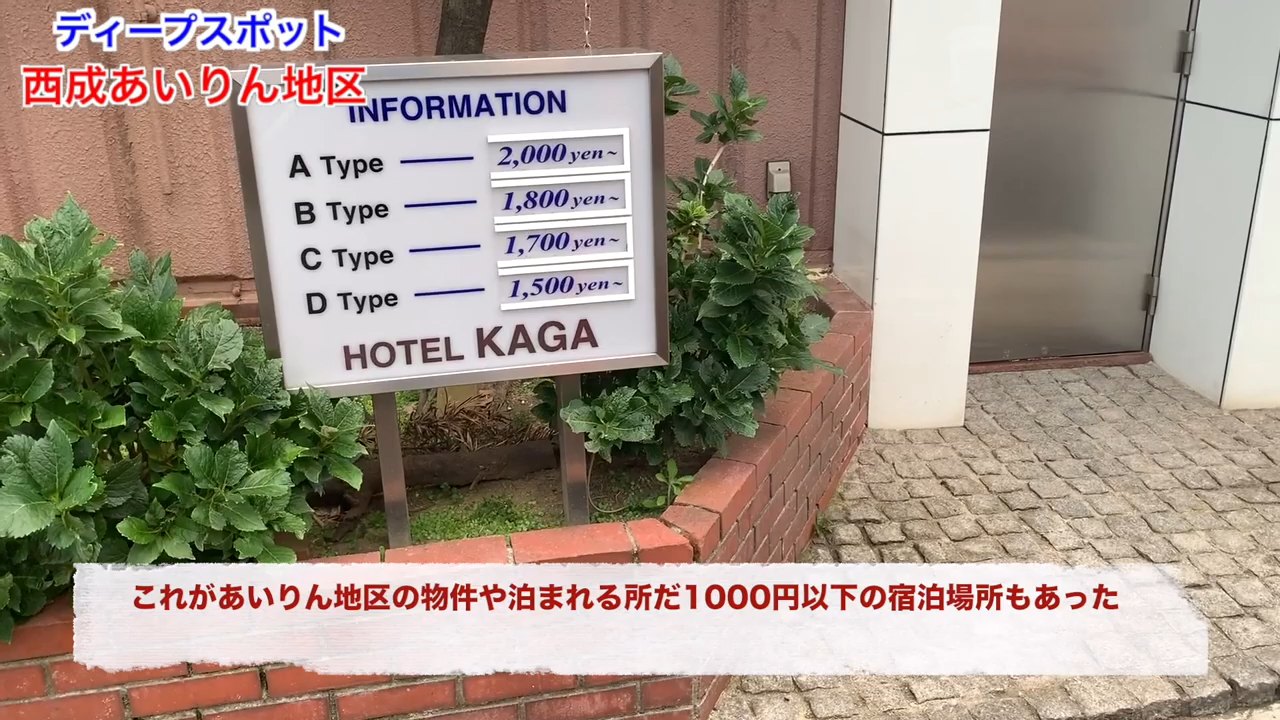 ディープスポット
西成あいりん地区
INFORMATION
A Type 2,000 yen~
B Type 1,800 yen~
C Type 1,700 yen~
D Type 1,500 yen~
HOTEL KAGA
これがあいりん地区の物件や泊まれる所だ1000円以下の宿泊場所もあった